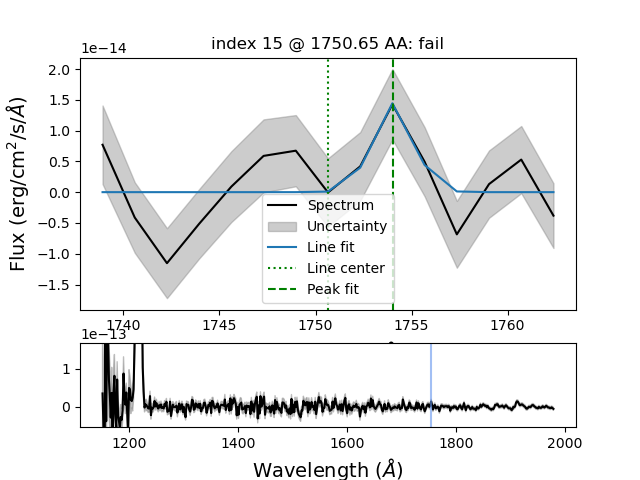 index 15 @ 1750.65 AA: fail
1e−14
2.0
1.5
1.0
0.5
0.0
−0.5
−1.0
−1.5
Flux (erg/cm²/s/Å)
Spectrum
Uncertainty
Line fit
Line center
Peak fit
1740 1745 1750 1755 1760
1e−13
1
0
1200 1400 1600 1800 2000
Wavelength (Å)